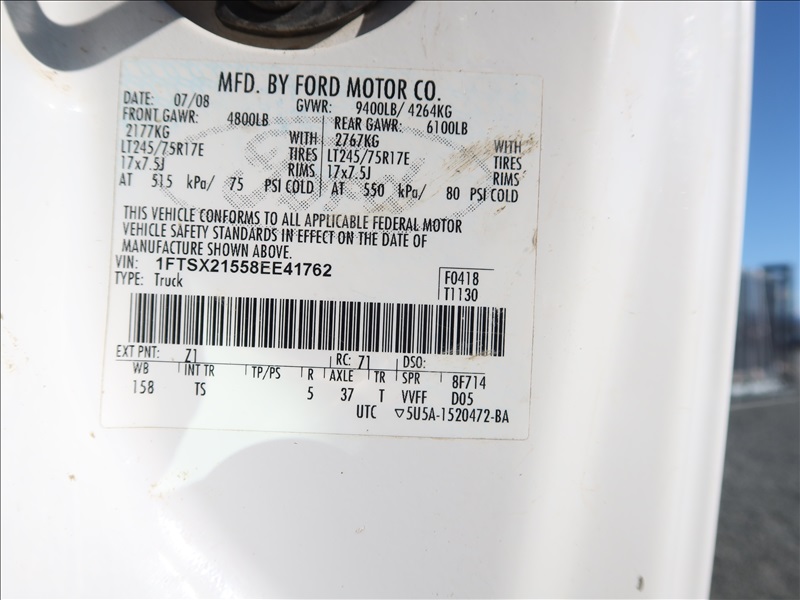 MFD. BY FORD MOTOR CO.
DATE: 07/08 GVWR: 9400LB/ 4264KG
FRONT GAWR: 4800LB REAR GAWR: 6100LB
2177KG WITH 2767KG WITH
LT245/75R17E TIRES LT245/75R17E TIRES
17x7.5J RIMS 17x7.5J RIMS
AT 515 kPa/ 75 PSI COLD AT 550 kPa/ 80 PSI COLD
THIS VEHICLE CONFORMS TO ALL APPLICABLE FEDERAL MOTOR
VEHICLE SAFETY STANDARDS IN EFFECT ON THE DATE OF
MANUFACTURE SHOWN ABOVE.
VIN: 1FTSX21558EE41762 F0418
TYPE: Truck T1130
EXT PNT: Z1 RC: 71 DSO:
WB INT TR TP/PS R AXLE TR SPR 8F714
158 TS 5 37 T VVFF D05
UTC ▽5U5A-1520472-BA
Ford